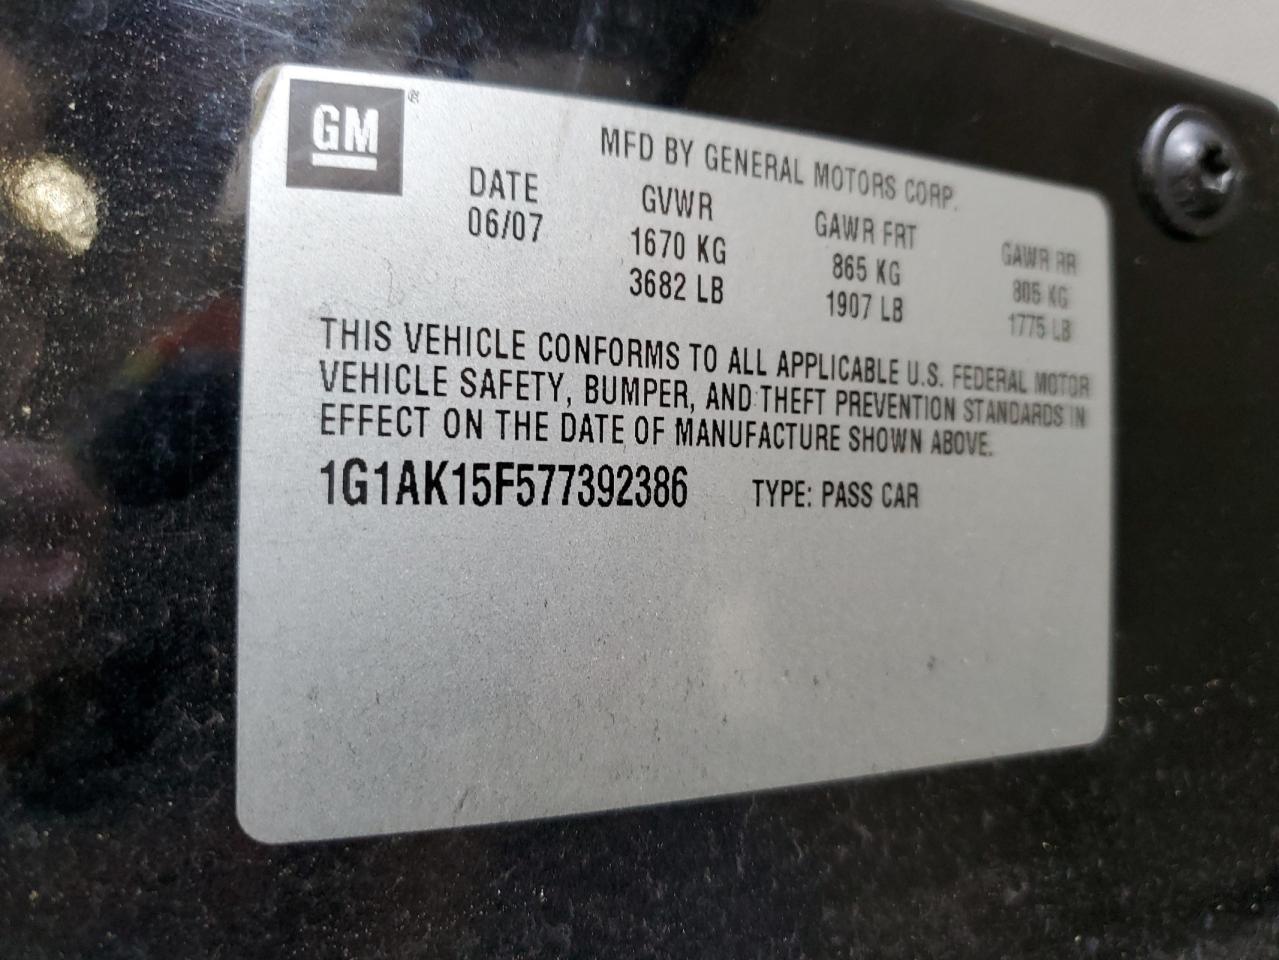 GM®
MFD BY GENERAL MOTORS CORP.
DATE GVWR GAWR FRT GAWR RR
06/07 1670 KG 865 KG 805 KG
3682 LB 1907 LB 1775 LB
THIS VEHICLE CONFORMS TO ALL APPLICABLE U.S. FEDERAL MOTOR
VEHICLE SAFETY, BUMPER, AND THEFT PREVENTION STANDARDS IN
EFFECT ON THE DATE OF MANUFACTURE SHOWN ABOVE.
1G1AK15F577392386 TYPE: PASS CAR